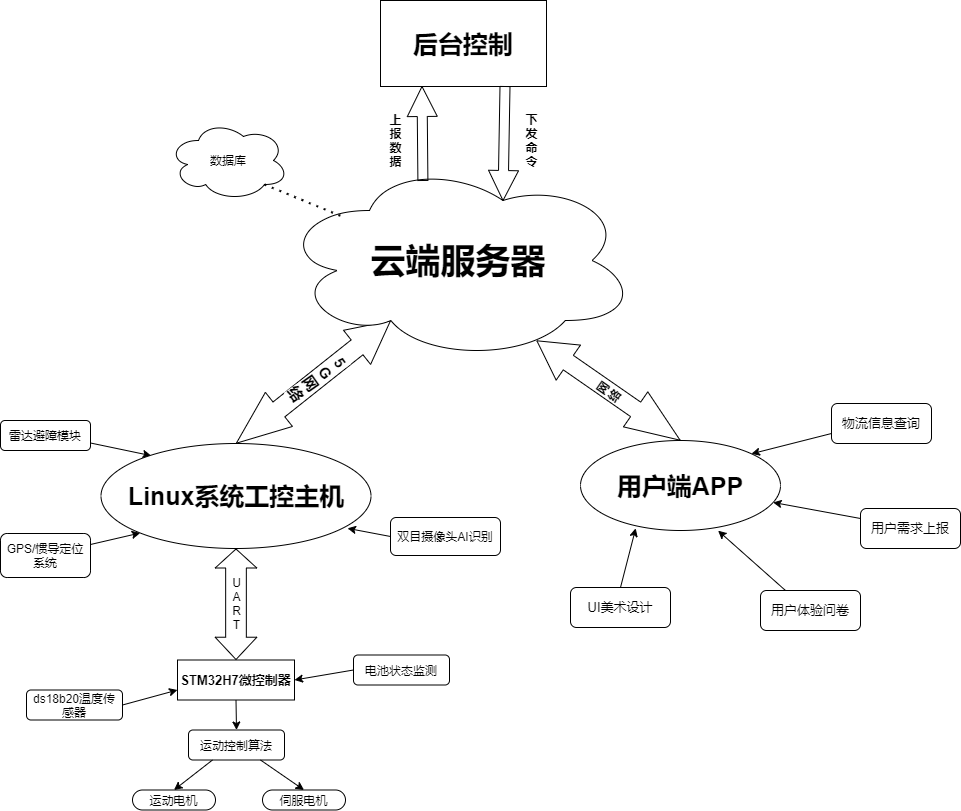 后台控制
上报数据
下发命令
数据库
云端服务器
5G网络
网络
雷达避障模块
物流信息查询
Linux系统工控主机
用户端APP
GPS/惯导定位
系统
双目摄像头AI识别
用户需求上报
UART
UI美术设计
用户体验问卷
STM32H7微控制器
电池状态监测
ds18b20温度传
感器
运动控制算法
运动电机
伺服电机